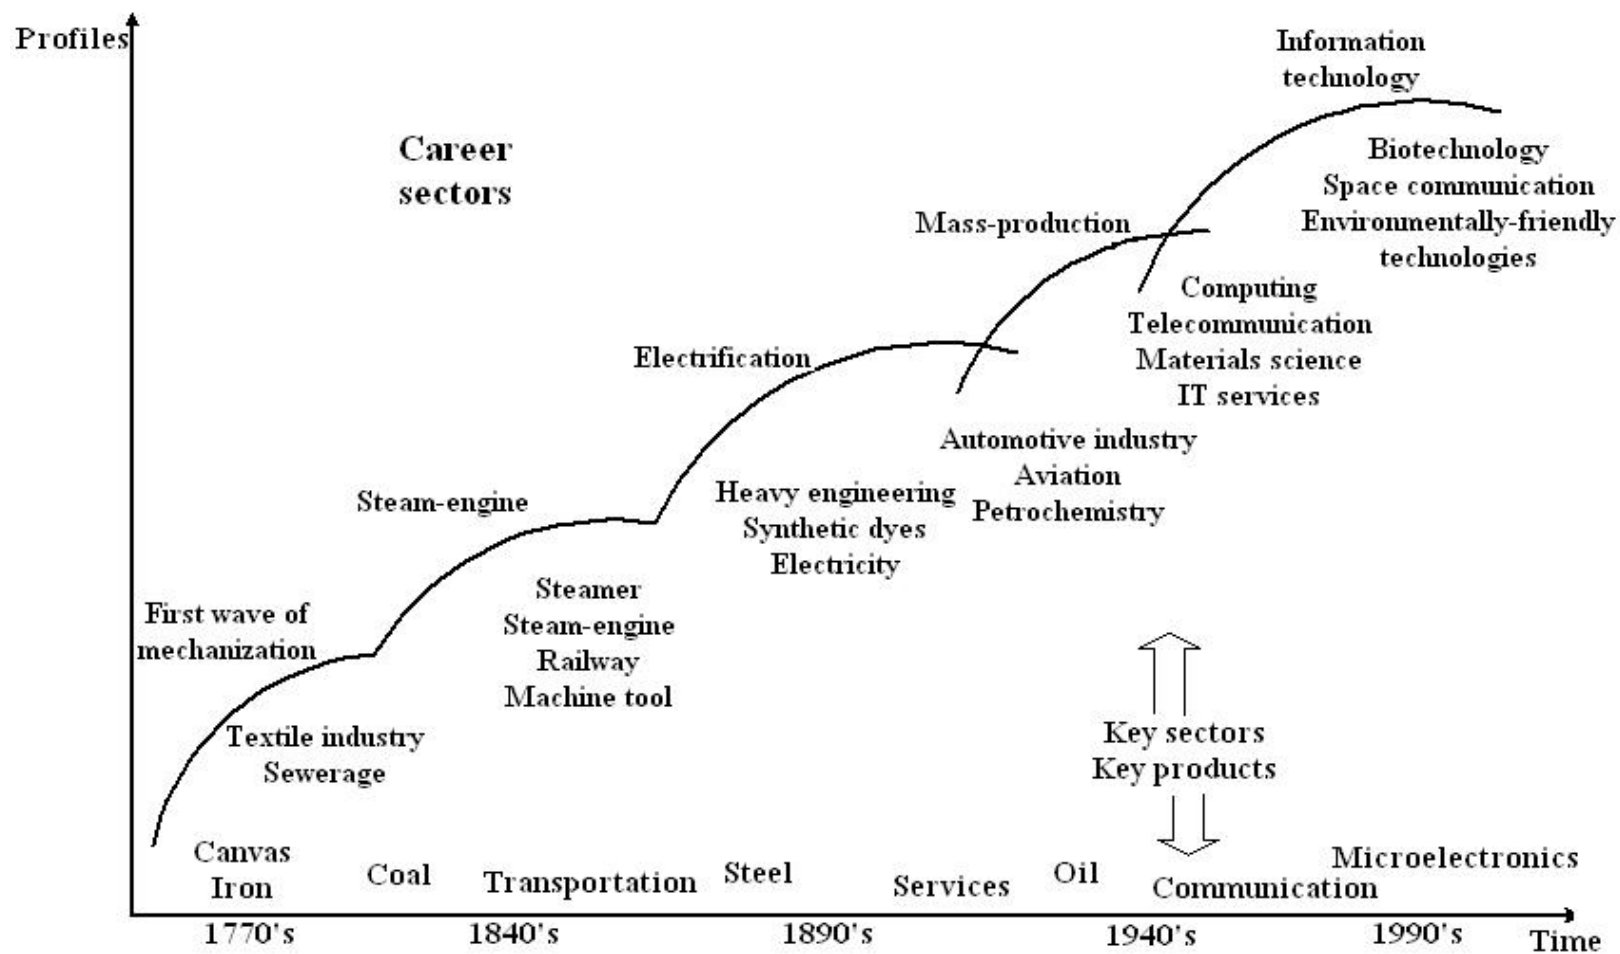 Profiles
Information
technology
Career
sectors
Biotechnology
Space communication
Environmentally-friendly
technologies
Mass-production
Computing
Telecommunication
Materials science
IT services
Electrification
Automotive industry
Aviation
Petrochemistry
Heavy engineering
Synthetic dyes
Electricity
Steam-engine
Steamer
Steam-engine
Railway
Machine tool
First wave of
mechanization
Textile industry
Sewerage
Key sectors
Key products
Canvas
Iron
Coal
Transportation
Steel
Services
Oil
Communication
Microelectronics
1770's
1840's
1890's
1940's
1990's
Time